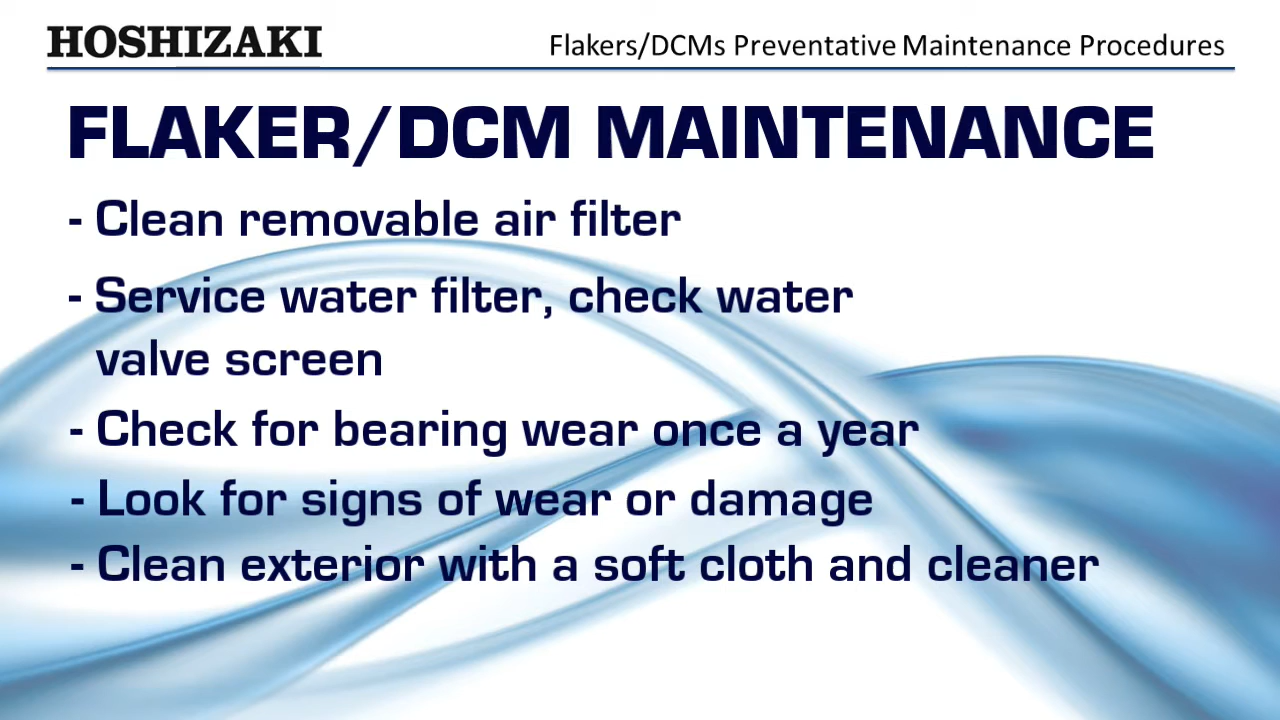 HOSHIZAKI
Flakers/DCMs Preventative Maintenance Procedures
FLAKER/DCM MAINTENANCE
- Clean removable air filter
- Service water filter, check water
valve screen
- Check for bearing wear once a year
- Look for signs of wear or damage
- Clean exterior with a soft cloth and cleaner